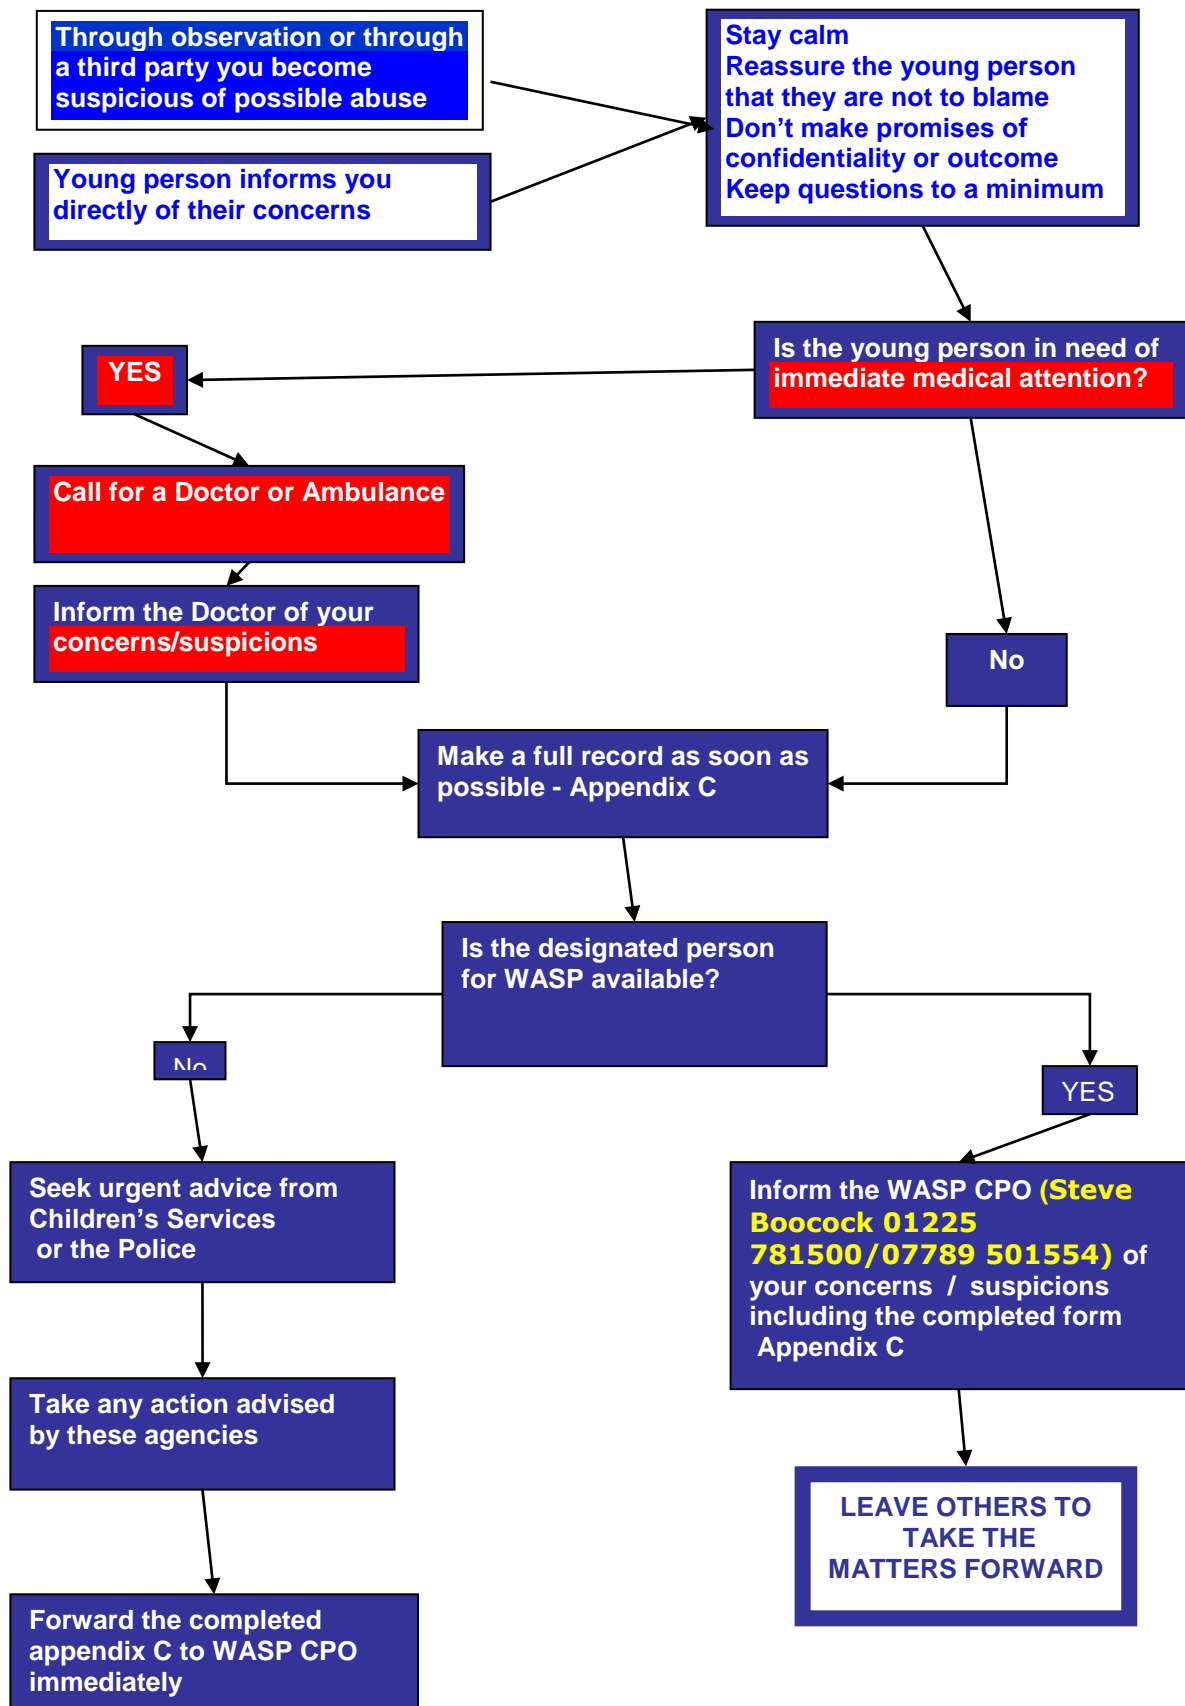 Through observation or through
a third party you become
suspicious of possible abuse
Stay calm
Reassure the young person
that they are not to blame
Don't make promises of
confidentiality or outcome
Keep questions to a minimum
Young person informs you
directly of their concerns
Is the young person in need of
immediate medical attention?
YES
Call for a Doctor or Ambulance
Inform the Doctor of your
concerns/suspicions
No
Make a full record as soon as
possible - Appendix C
Is the designated person
for WASP available?
No
YES
Seek urgent advice from
Children's Services
or the Police
Inform the WASP CPO (Steve
Boocock 01225
781500/07789 501554) of
your concerns / suspicions
including the completed form
Appendix C
Take any action advised
by these agencies
LEAVE OTHERS TO
TAKE THE
MATTERS FORWARD
Forward the completed
appendix C to WASP CPO
immediately